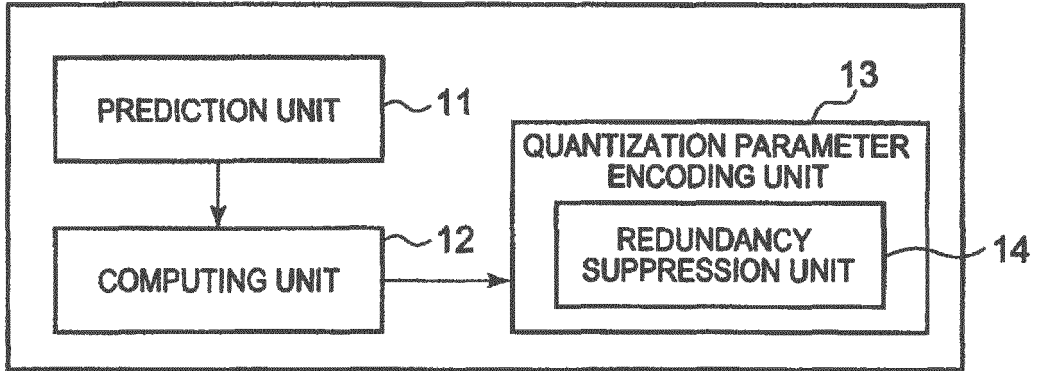 PREDICTION UNIT
11
13
QUANTIZATION PARAMETER
ENCODING UNIT
COMPUTING UNIT
12
REDUNDANCY
SUPPRESSION UNIT
14